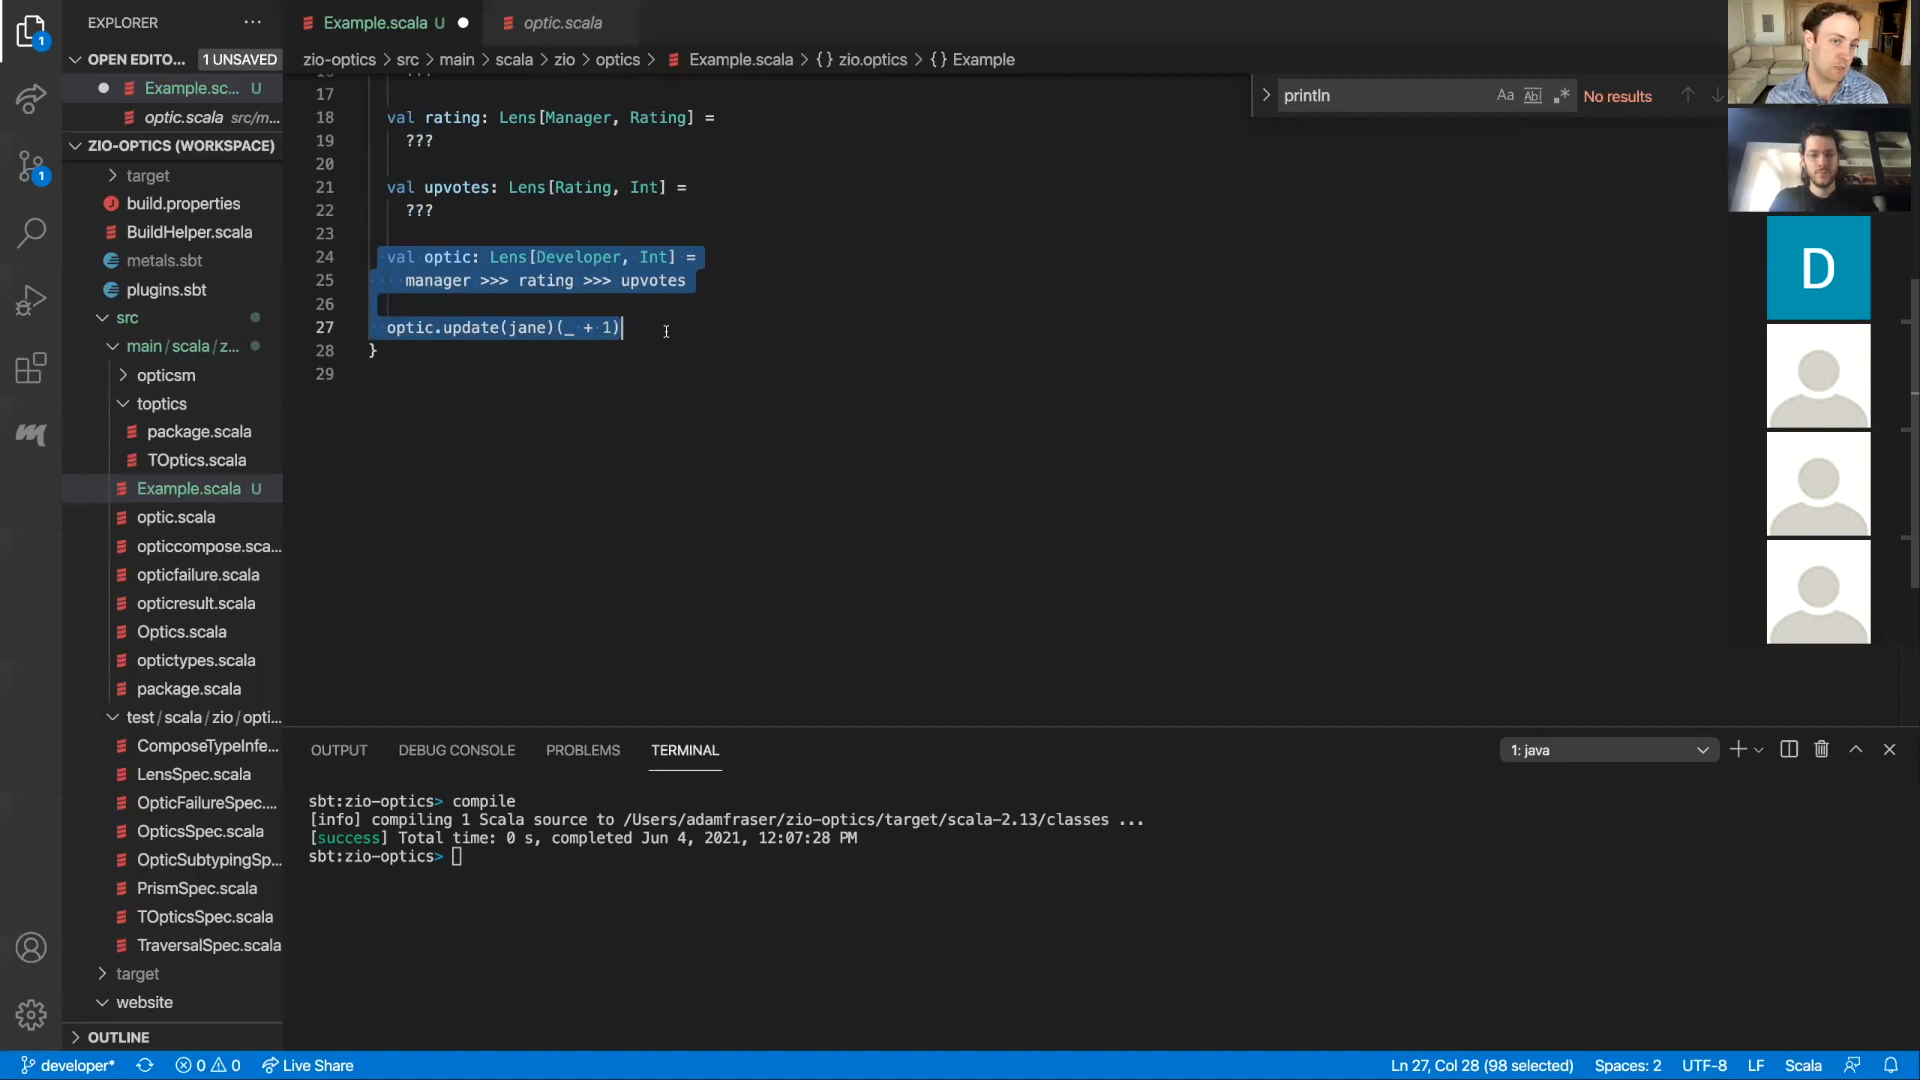 EXPLORER
OPEN EDITO... 1 UNSAVED
Example.sc... U
optic.scala src/m...
ZIO-OPTICS (WORKSPACE)
target
build.properties
BuildHelper.scala
metals.sbt
plugins.sbt
src
main/scala/z...
opticsm
toptics
package.scala
TOptics.scala
Example.scala U
optic.scala
opticcompose.sca...
opticfailure.scala
opticresult.scala
Optics.scala
optictypes.scala
package.scala
test/scala/zio/opti...
ComposeTypeInfe...
LensSpec.scala
OpticFailureSpec....
OpticsSpec.scala
OpticSubtypingSp...
PrismSpec.scala
TOpticsSpec.scala
TraversalSpec.scala
target
website
OUTLINE
1
1
Example.scala U
optic.scala
zio-optics > src > main > scala > zio > optics > Example.scala > {} zio.optics > {} Example
println
Aa Abl .* No results
17
18 val rating: Lens[Manager, Rating] =
19 ???
20
21 val upvotes: Lens[Rating, Int] =
22 ???
23
24 val optic: Lens[Developer, Int] =
25 manager >>> rating >>> upvotes
26
27 optic.update(jane)(_ + 1)
28 }
29
D
OUTPUT DEBUG CONSOLE PROBLEMS TERMINAL
1: java
sbt:zio-optics> compile
[info] compiling 1 Scala source to /Users/adamfraser/zio-optics/target/scala-2.13/classes ...
[success] Total time: 0 s, completed Jun 4, 2021, 12:07:28 PM
sbt:zio-optics>
developer* 0 0 Live Share
Ln 27, Col 28 (98 selected) Spaces: 2 UTF-8 LF Scala